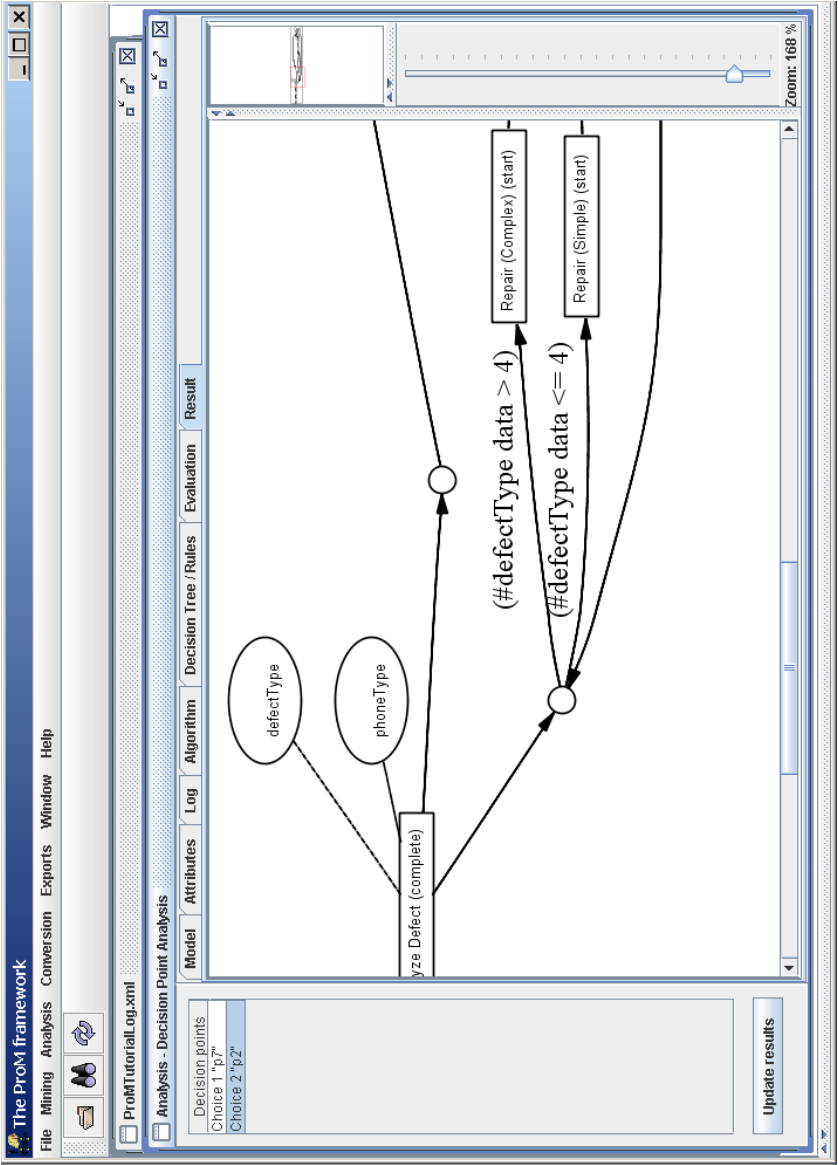 The ProM framework
File Mining Analysis Conversion Exports Window Help
ProMTutorialLog.xml
Analysis - Decision Point Analysis
Decision points
Choice 1 "p7"
Choice 2 "p2"
Update results
Model Attributes Log Algorithm Decision Tree / Rules Evaluation Result
defectType
phoneType
yze Defect (complete)
(#defectType data > 4)
(#defectType data <= 4)
Repair (Complex) (start)
Repair (Simple) (start)
Zoom: 168 %